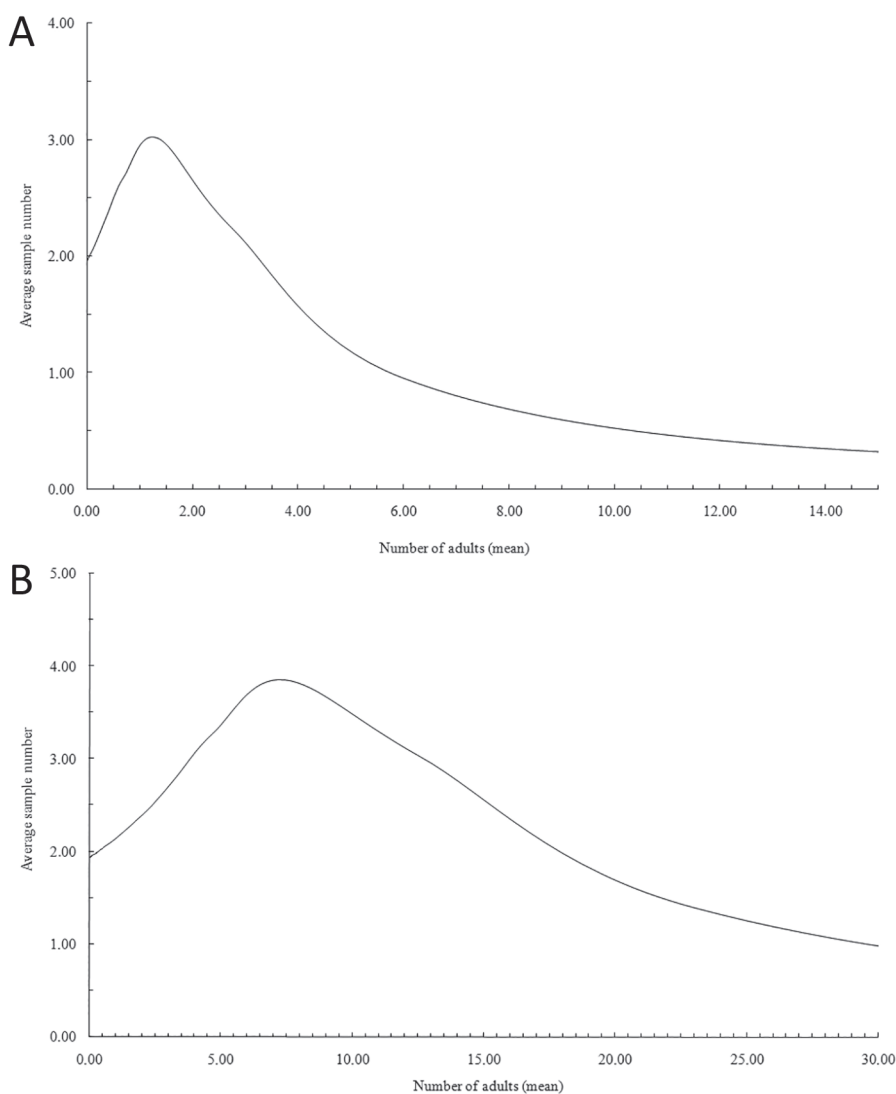 A
4.00
3.00
2.00
1.00
0.00
Average sample number
0.00 2.00 4.00 6.00 8.00 10.00 12.00 14.00
Number of adults (mean)
B
5.00
4.00
3.00
2.00
1.00
0.00
Average sample number
0.00 5.00 10.00 15.00 20.00 25.00 30.00
Number of adults (mean)